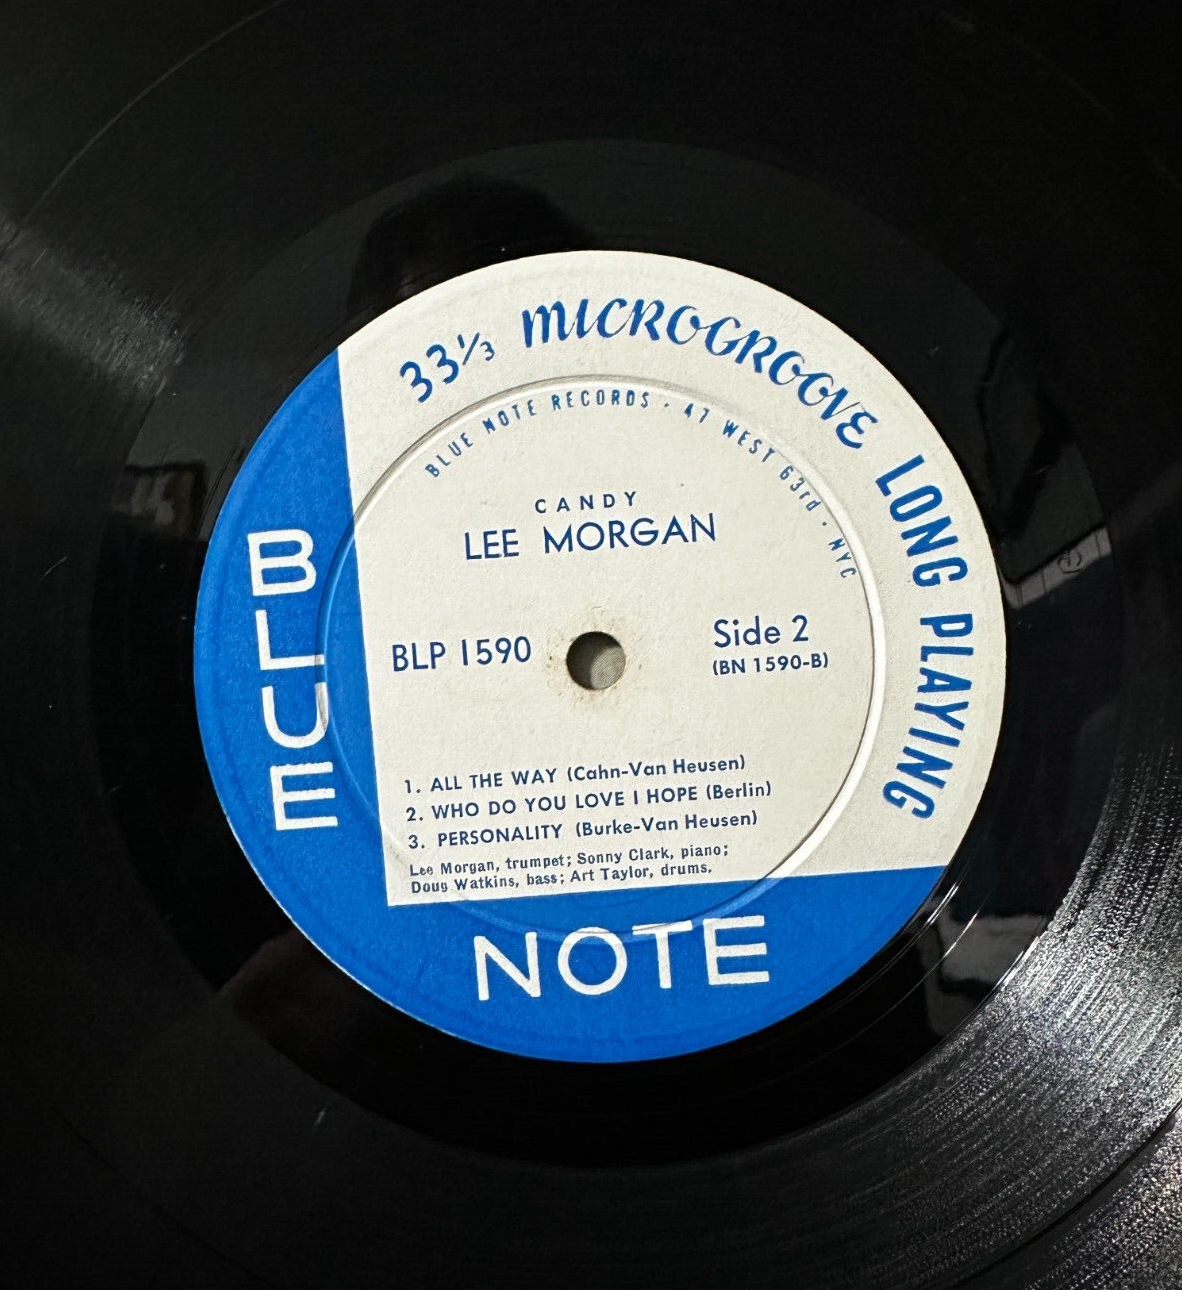 33⅓ MICROGROOVE LONG PLAYING
BLUE NOTE RECORDS · 47 WEST 63rd · NYC
CANDY
LEE MORGAN
BLP 1590
Side 2
(BN 1590-B)
1. ALL THE WAY (Cahn-Van Heusen)
2. WHO DO YOU LOVE I HOPE (Berlin)
3. PERSONALITY (Burke-Van Heusen)
Lee Morgan, trumpet; Sonny Clark, piano;
Doug Watkins, bass; Art Taylor, drums.
BLUE
NOTE